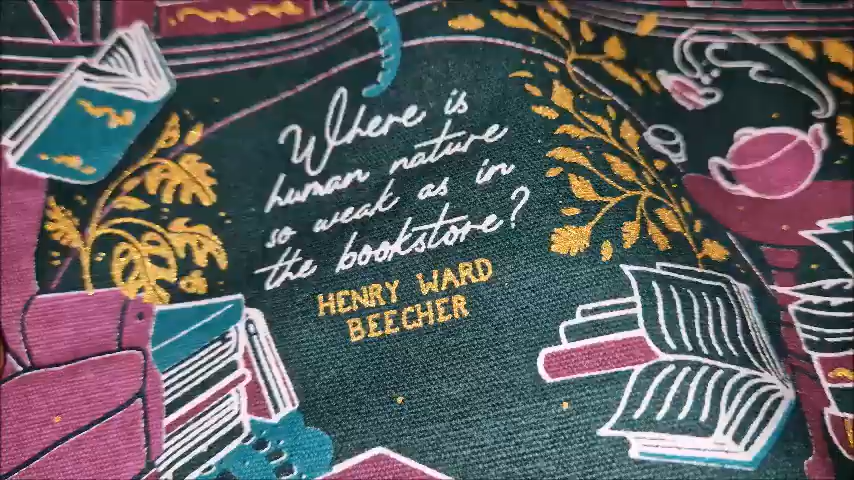 Where is
human nature
so weak as in
the bookstore?
HENRY WARD
BEECHER